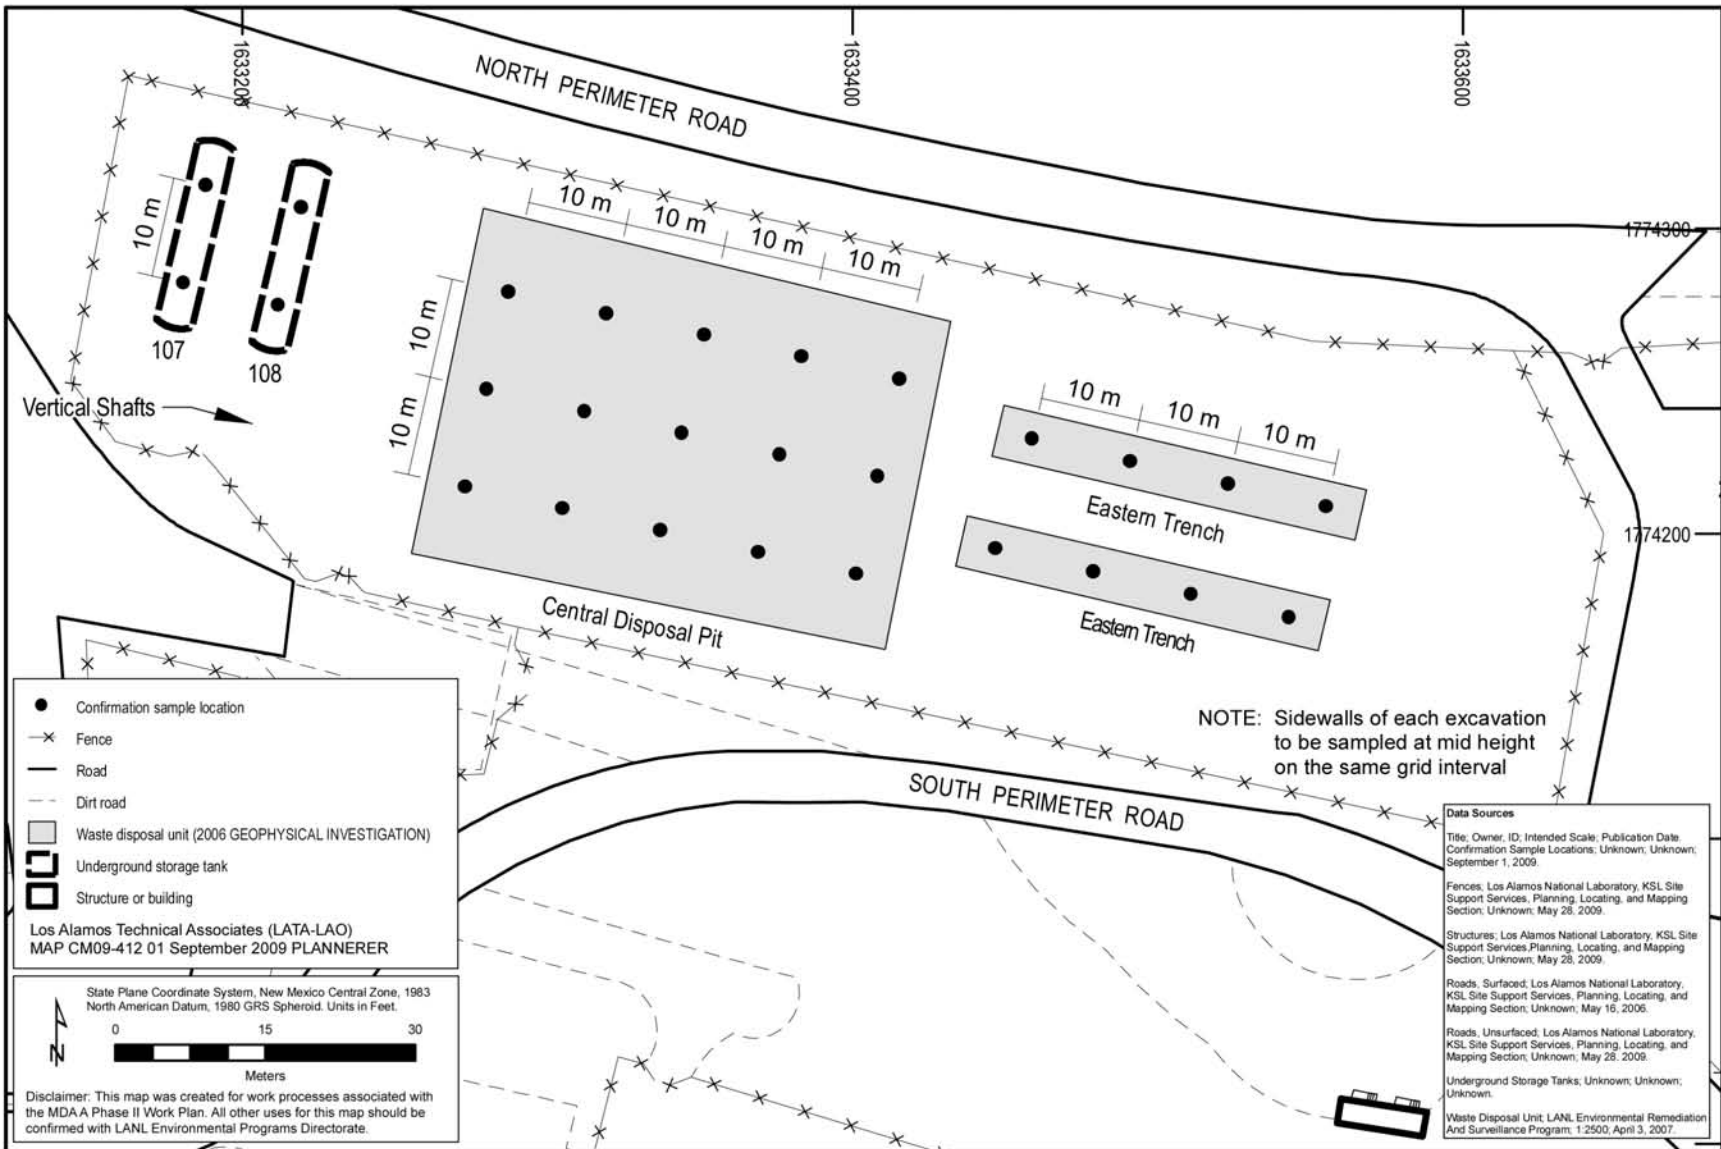 1633200
1633400
1633600
NORTH PERIMETER ROAD
1774300
10 m
10 m
10 m
10 m
10 m
107
108
10 m
10 m
Vertical Shafts
10 m
10 m
10 m
Eastern Trench
1774200
Eastern Trench
Central Disposal Pit
NOTE: Sidewalls of each excavation
to be sampled at mid height
on the same grid interval
SOUTH PERIMETER ROAD
Confirmation sample location
Fence
Road
Dirt road
Waste disposal unit (2006 GEOPHYSICAL INVESTIGATION)
Underground storage tank
Structure or building
Los Alamos Technical Associates (LATA-LAO)
MAP CM09-412 01 September 2009 PLANNERER
State Plane Coordinate System, New Mexico Central Zone, 1983
North American Datum, 1980 GRS Spheroid. Units in Feet.
0 15 30
N
Meters
Disclaimer: This map was created for work processes associated with
the MDA A Phase II Work Plan. All other uses for this map should be
confirmed with LANL Environmental Programs Directorate.
Data Sources
Title; Owner, ID; Intended Scale; Publication Date.
Confirmation Sample Locations; Unknown; Unknown;
September 1, 2009.
Fences; Los Alamos National Laboratory, KSL Site
Support Services, Planning, Locating, and Mapping
Section; Unknown; May 28, 2009.
Structures; Los Alamos National Laboratory, KSL Site
Support Services,Planning, Locating, and Mapping
Section; Unknown; May 28, 2009.
Roads, Surfaced; Los Alamos National Laboratory,
KSL Site Support Services, Planning, Locating, and
Mapping Section; Unknown; May 16, 2006.
Roads, Unsurfaced; Los Alamos National Laboratory,
KSL Site Support Services, Planning, Locating, and
Mapping Section; Unknown; May 28. 2009.
Underground Storage Tanks; Unknown; Unknown;
Unknown.
Waste Disposal Unit; LANL Environmental Remediation
And Surveillance Program; 1:2500; April 3, 2007.